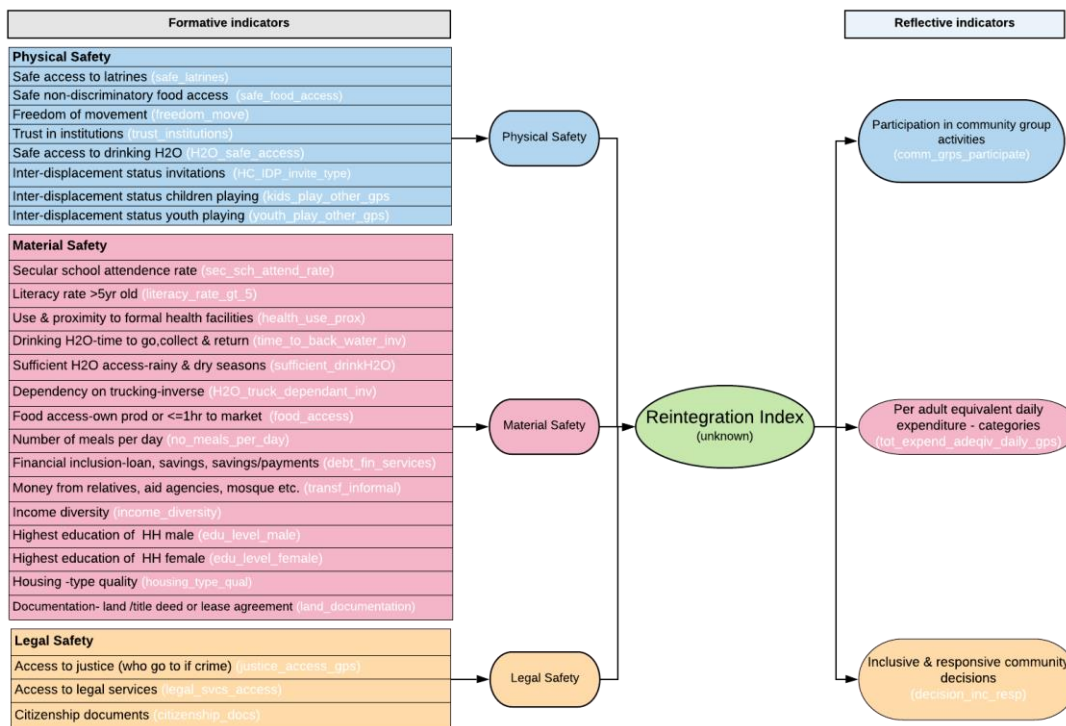 Formative indicators
Reflective indicators
Physical Safety
Safe access to latrines (safe_latrines)
Safe non-discriminatory food access (safe_food_access)
Freedom of movement (freedom_move)
Trust in institutions (trust_institutions)
Safe access to drinking H2O (H2O_safe_access)
Inter-displacement status invitations (HC_IDP_invite_type)
Inter-displacement status children playing (kids_play_other_gps
Inter-displacement status youth playing (youth_play_other_gps)
Material Safety
Secular school attendence rate (sec_sch_attend_rate)
Literacy rate >5yr old (literacy_rate_gt_5)
Use & proximity to formal health facilities (health_use_prox)
Drinking H2O-time to go,collect & return (time_to_back_water_inv)
Sufficient H2O access-rainy & dry seasons (sufficient_drinkH2O)
Dependency on trucking-inverse (H2O_truck_dependant_inv)
Food access-own prod or <=1hr to market (food_access)
Number of meals per day (no_meals_per_day)
Financial inclusion-loan, savings, savings/payments (debt_fin_services)
Money from relatives, aid agencies, mosque etc. (transf_informal)
Income diversity (income_diversity)
Highest education of HH male (edu_level_male)
Highest education of HH female (edu_level_female)
Housing -type quality (housing_type_qual)
Documentation- land /title deed or lease agreement (land_documentation)
Legal Safety
Access to justice (who go to if crime) (justice_access_gps)
Access to legal services (legal_svcs_access)
Citizenship documents (citizenship_docs)
Physical Safety
Material Safety
Legal Safety
Reintegration Index
(unknown)
Participation in community group
activities
(comm_grps_participate)
Per adult equivalent daily
expenditure - categories
(tot_expend_adeqiv_daily_gps)
Inclusive & responsive community
decisions
(decision_inc_resp)